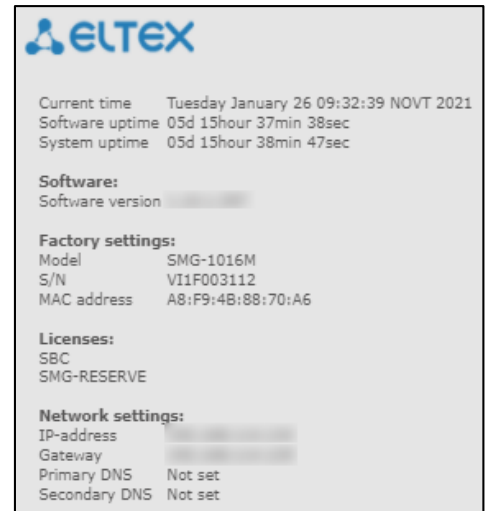 ELTEX
Current time Tuesday January 26 09:32:39 NOVT 2021
Software uptime 05d 15hour 37min 38sec
System uptime 05d 15hour 38min 47sec
Software:
Software version
Factory settings:
Model SMG-1016M
S/N VI1F003112
MAC address A8:F9:4B:88:70:A6
Licenses:
SBC
SMG-RESERVE
Network settings:
IP-address
Gateway
Primary DNS Not set
Secondary DNS Not set